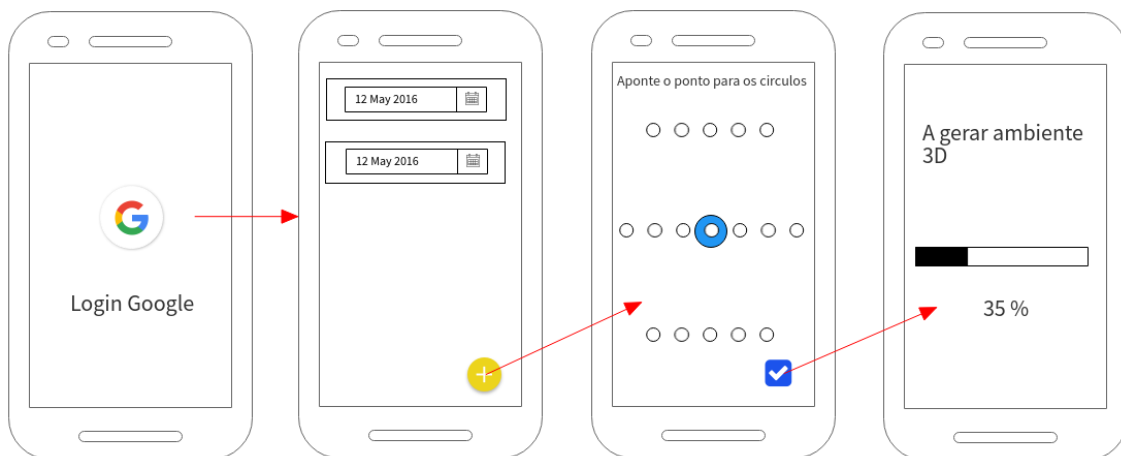 Login Google
12 May 2016
12 May 2016
Aponte o ponto para os circulos
A gerar ambiente
3D
35 %